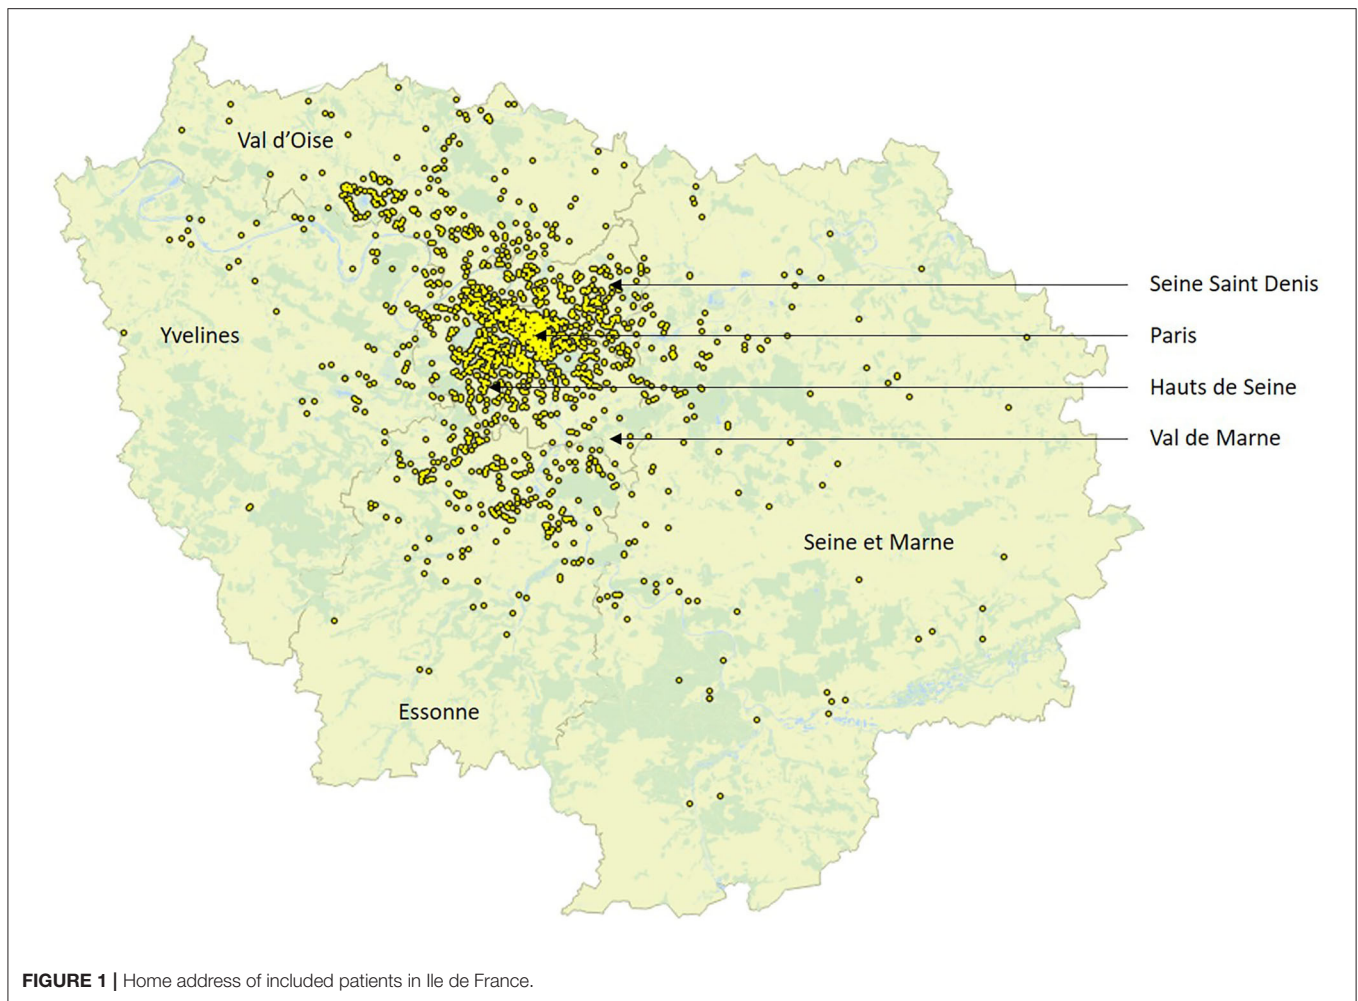 Val d’Oise
Seine Saint Denis
Yvelines
Paris
Hauts de Seine
Val de Marne
Seine et Marne
Essonne
FIGURE 1 | Home address of included patients in Ile de France.